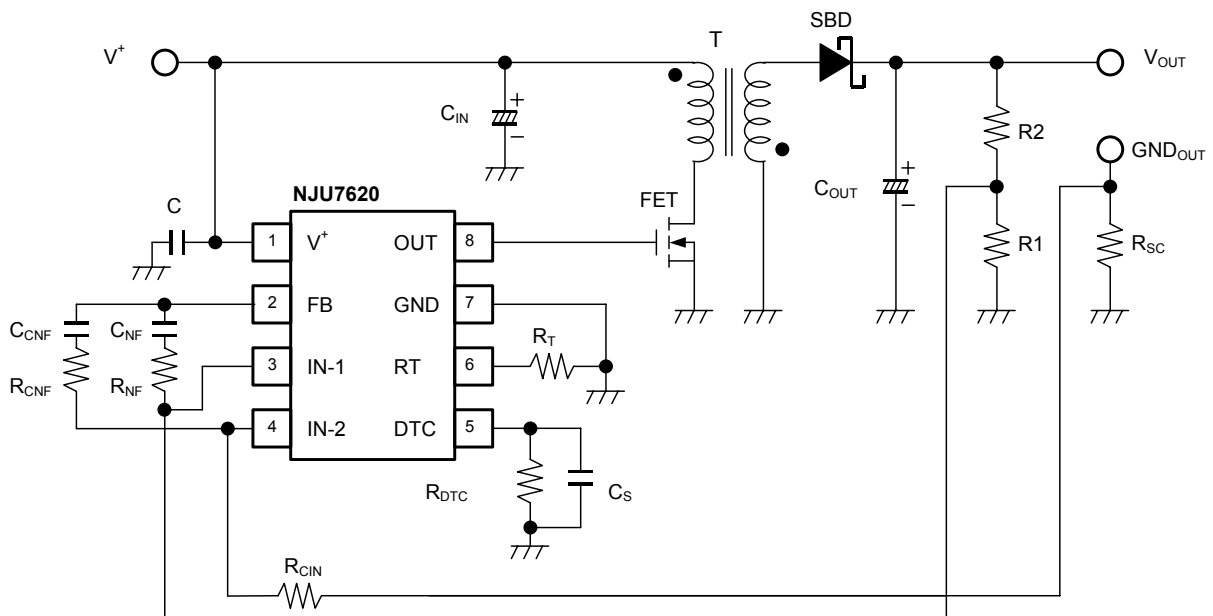 SBD
V+
T
VOUT
CIN
R2
GNDOUT
NJU7620
COUT
FET
C
1 V+ OUT 8
R1
RSC
2 FB GND 7
CCNF CNF
RT
3 IN-1 RT 6
RCNF RNF
4 IN-2 DTC 5
RDTC CS
RCIN
+
−
+
−